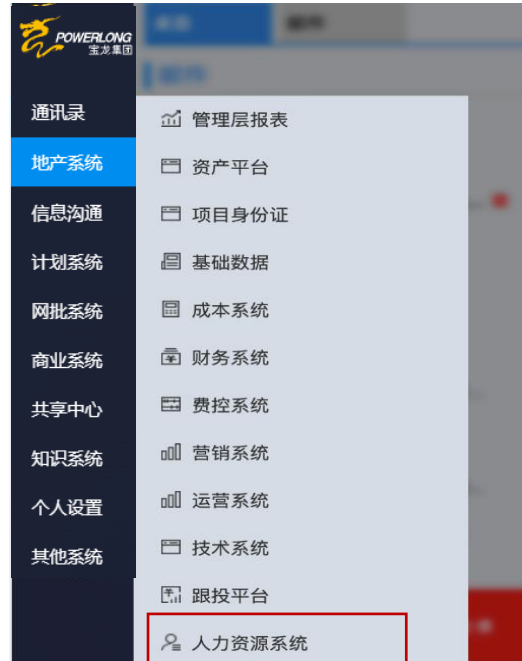 POWERLONG
宝龙集团
通讯录
地产系统
信息沟通
计划系统
网批系统
商业系统
共享中心
知识系统
个人设置
其他系统
管理层报表
资产平台
项目身份证
基础数据
成本系统
财务系统
费控系统
营销系统
运营系统
技术系统
跟投平台
人力资源系统